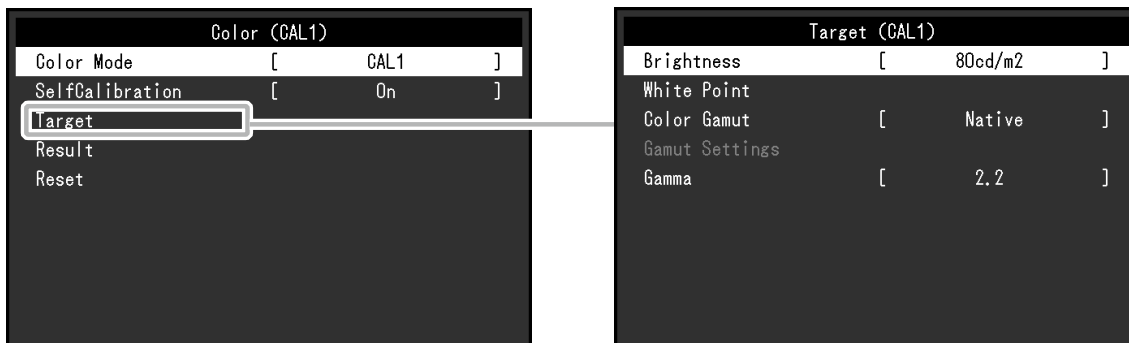 Color (CAL1)
Color Mode [ CAL1 ]
SelfCalibration [ On ]
Target
Result
Reset
Target (CAL1)
Brightness [ 80cd/m2 ]
White Point
Color Gamut [ Native ]
Gamut Settings
Gamma [ 2.2 ]